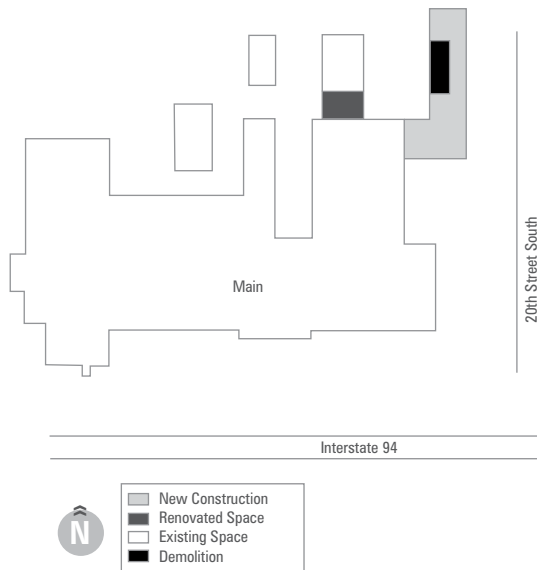 Main
20th Street South
Interstate 94
N
New Construction
Renovated Space
Existing Space
Demolition